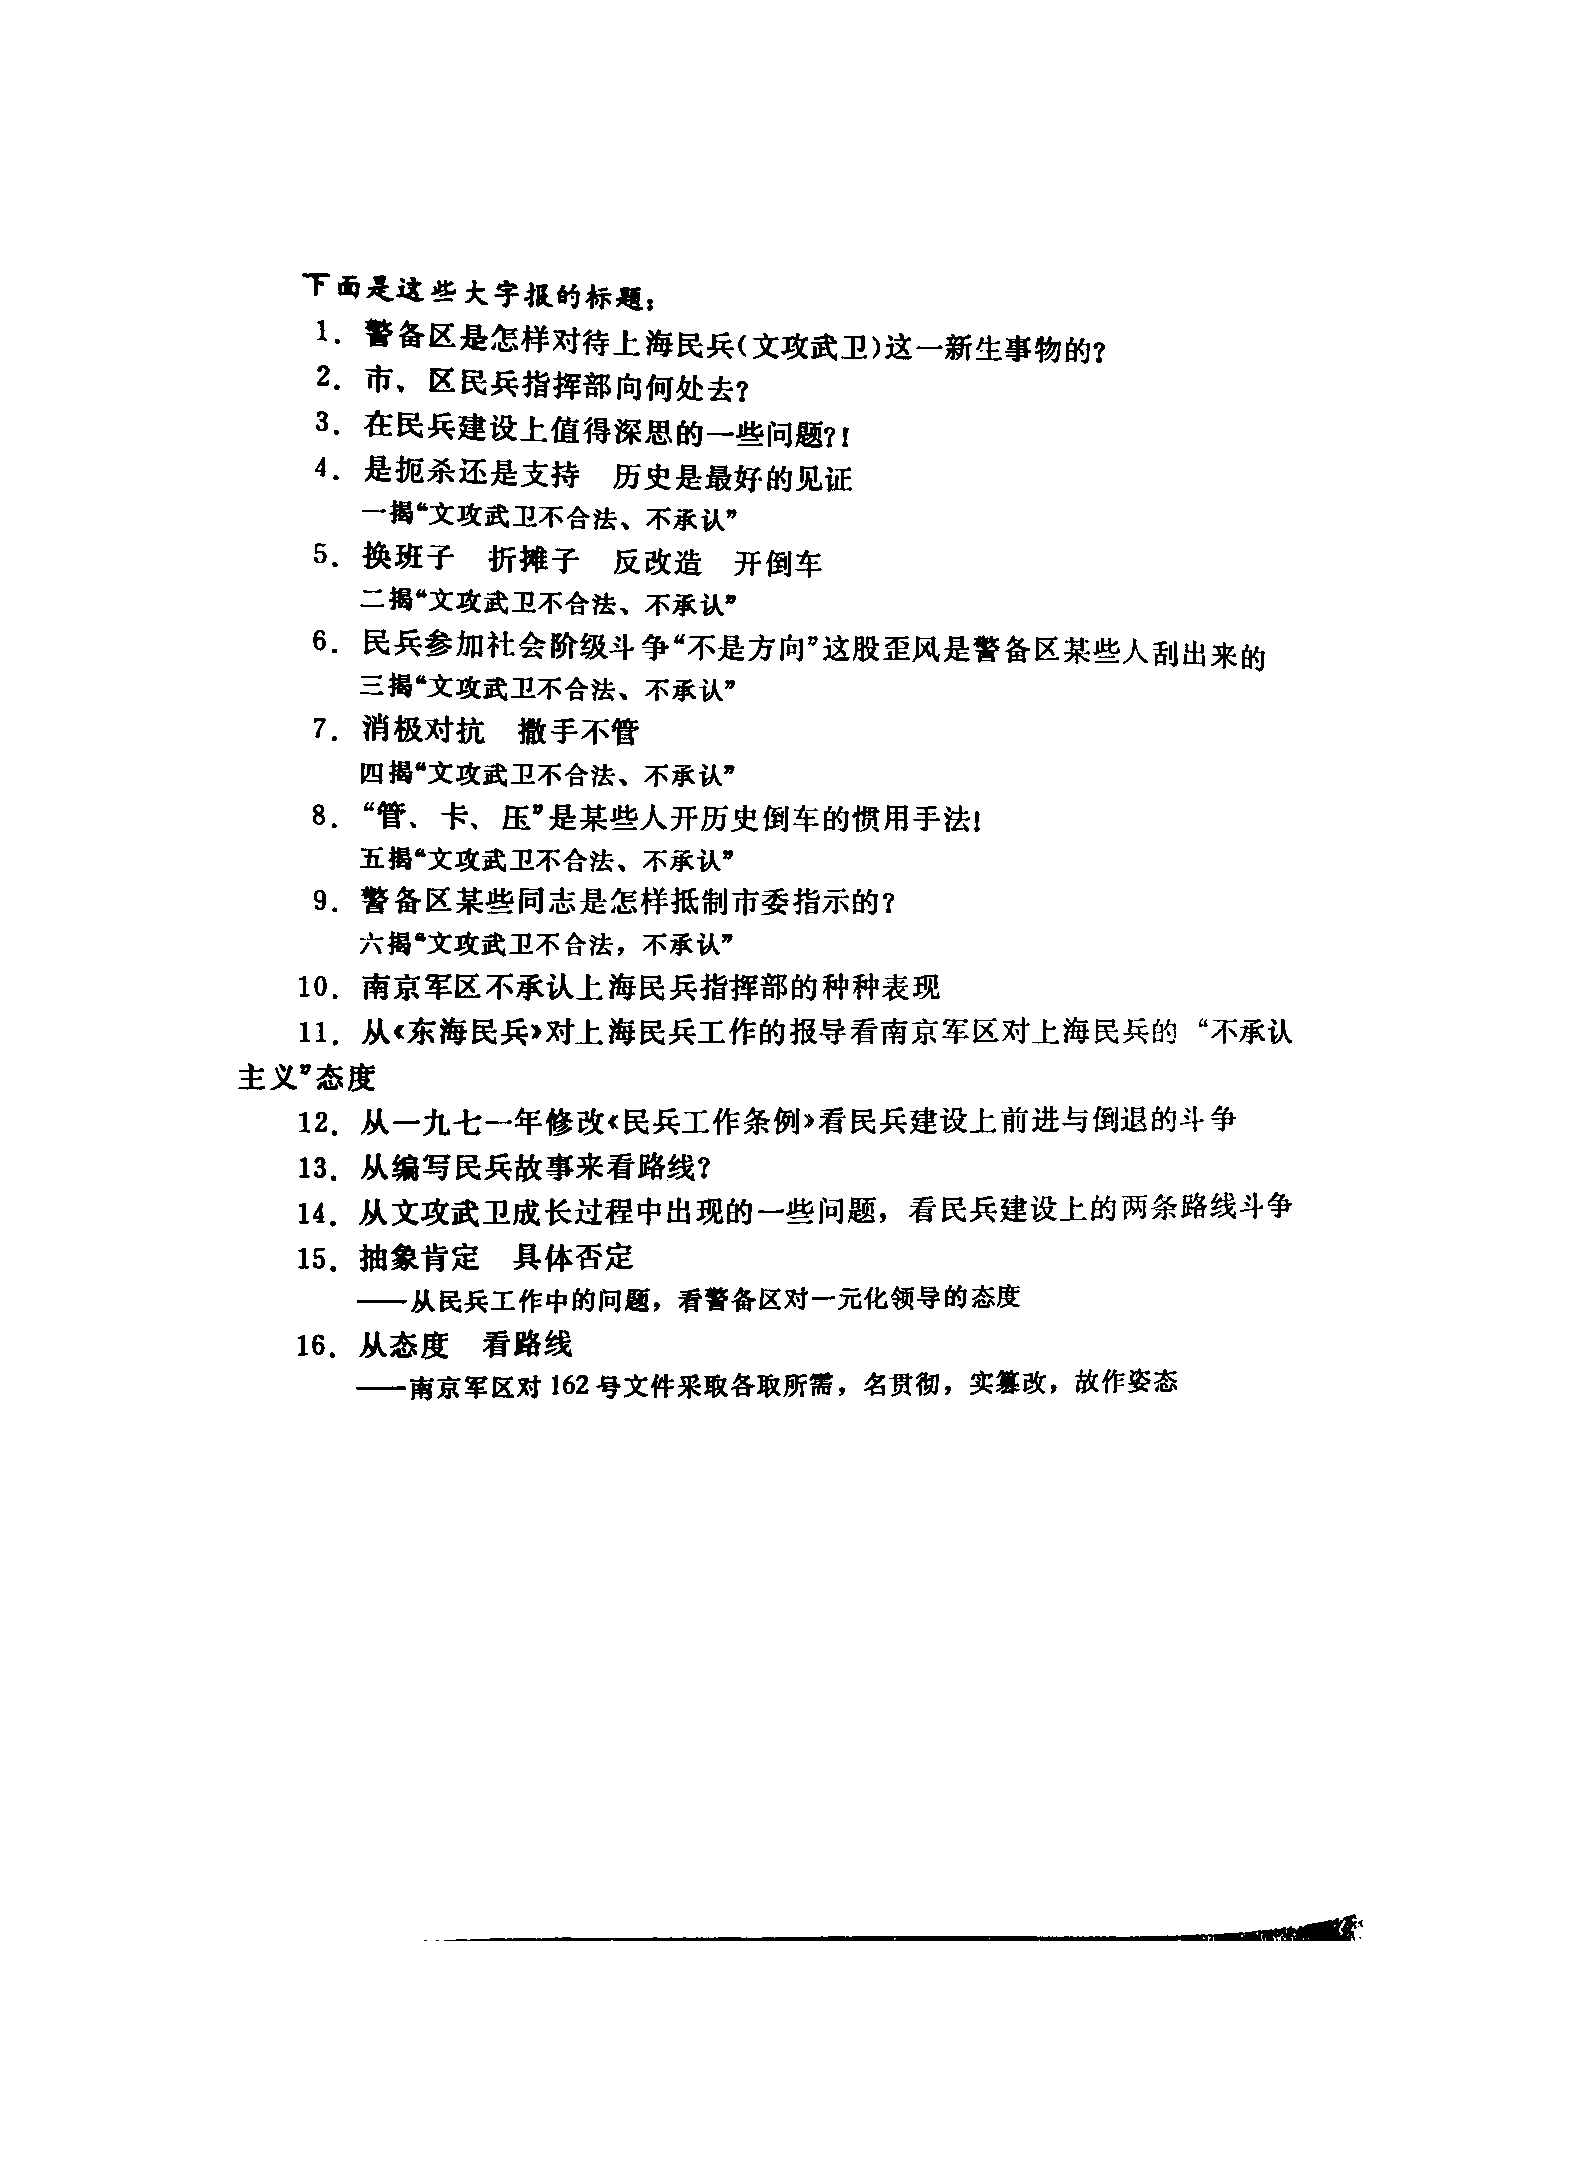 下面是这些大字报的标题：
1．警备区是怎样对待上海民兵(文攻武卫)这一新生事物的?
2．市、区民兵指挥部向何处去?
3．在民兵建设上值得深思的一些问题?!
4．是扼杀还是支持　历史是最好的见证
一揭“文攻武卫不合法、不承认”
5．换班子　折摊子　反改造　开倒车
二揭“文攻武卫不合法、不承认”
6．民兵参加社会阶级斗争“不是方向”这股歪风是警备区某些人刮出来的
三揭“文攻武卫不合法、不承认”
7．消极对抗　撒手不管
四揭“文攻武卫不合法、不承认”
8．“管、卡、压”是某些人开历史倒车的惯用手法!
五揭“文攻武卫不合法、不承认”
9．警备区某些同志是怎样抵制市委指示的?
六揭“文攻武卫不合法，不承认”
10．南京军区不承认上海民兵指挥部的种种表现
11．从《东海民兵》对上海民兵工作的报导看南京军区对上海民兵的“不承认
主义”态度
12．从一九七一年修改《民兵工作条例》看民兵建设上前进与倒退的斗争
13．从编写民兵故事来看路线?
14．从文攻武卫成长过程中出现的一些问题，看民兵建设上的两条路线斗争
15．抽象肯定　具体否定
——从民兵工作中的问题，看警备区对一元化领导的态度
16．从态度　看路线
——南京军区对162号文件采取各取所需，名贯彻，实篡改，故作姿态